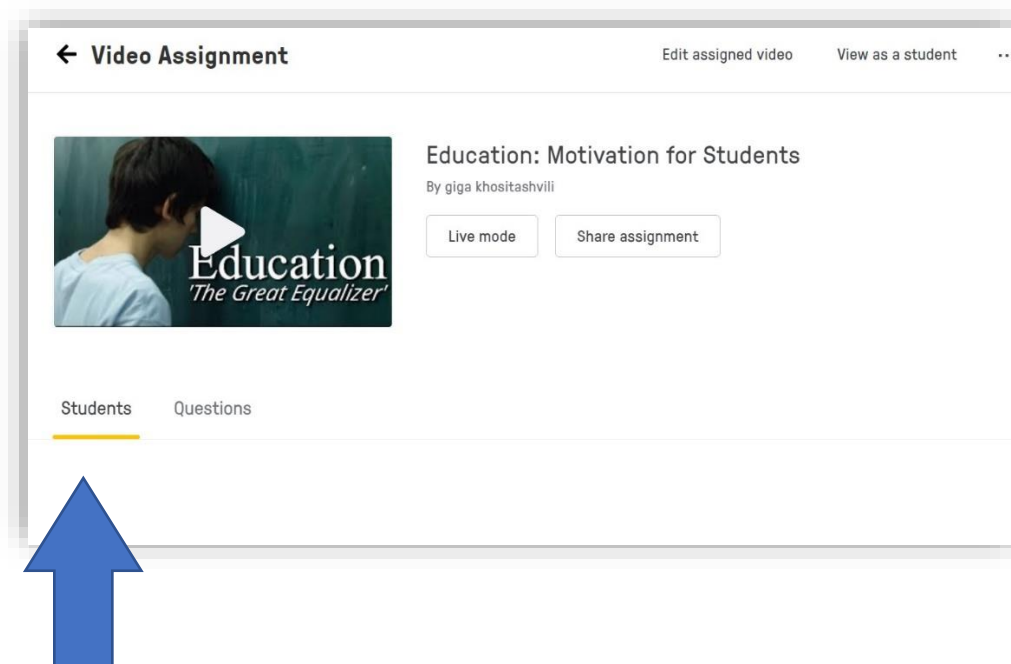 ← Video Assignment
Edit assigned video
View as a student
Education
'The Great Equalizer'
Education: Motivation for Students
By giga khositashvili
Live mode
Share assignment
Students
Questions